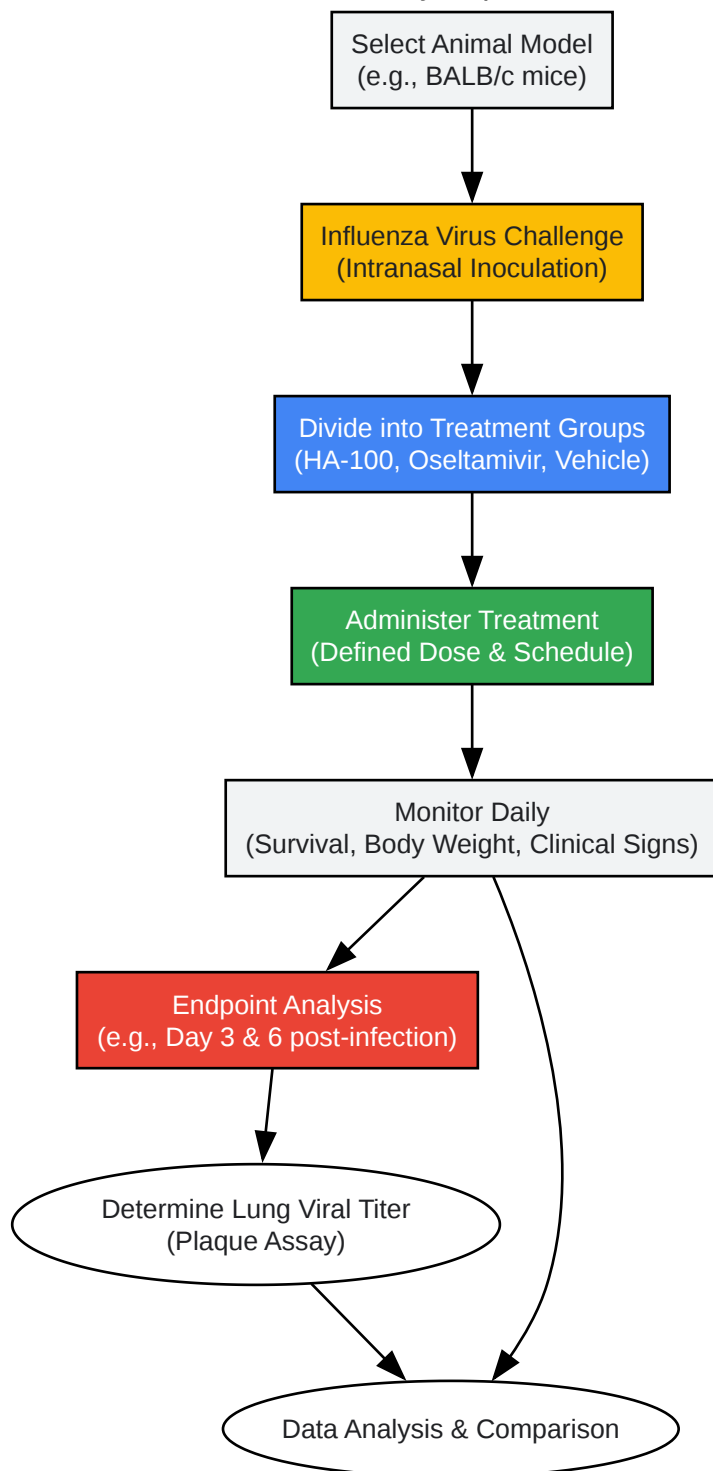 Select Animal Model
(e.g., BALB/c mice)
Influenza Virus Challenge
(Intranasal Inoculation)
Divide into Treatment Groups
(HA-100, Oseltamivir, Vehicle)
Administer Treatment
(Defined Dose & Schedule)
Monitor Daily
(Survival, Body Weight, Clinical Signs)
Endpoint Analysis
(e.g., Day 3 & 6 post-infection)
Determine Lung Viral Titer
(Plaque Assay)
Data Analysis & Comparison